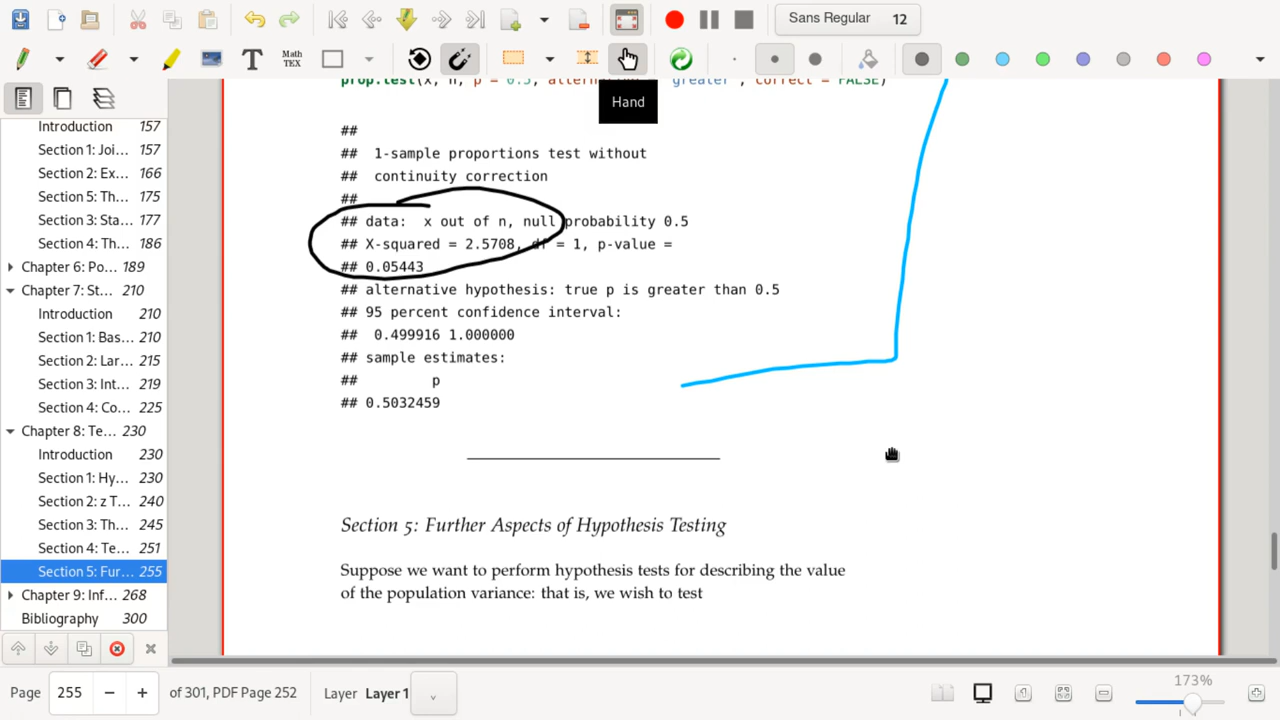 Sans Regular 12
Math
TEX
Hand
Introduction 157
Section 1: Joi... 157
Section 2: Ex... 166
Section 5: Th... 175
Section 3: Sta... 177
Section 4: Th... 186
Chapter 6: Po... 189
Chapter 7: St... 210
Introduction 210
Section 1: Bas... 210
Section 2: Lar... 215
Section 3: Int... 219
Section 4: Co... 225
Chapter 8: Te... 230
Introduction 230
Section 1: Hy... 230
Section 2: z T... 240
Section 3: Th... 245
Section 4: Te... 251
Section 5: Fur... 255
Chapter 9: Inf... 268
Bibliography 300
##
## 1-sample proportions test without
## continuity correction
##
## data: x out of n, null probability 0.5
## X-squared = 2.5708, df = 1, p-value =
## 0.05443
## alternative hypothesis: true p is greater than 0.5
## 95 percent confidence interval:
## 0.499916 1.000000
## sample estimates:
## p
## 0.5032459
Section 5: Further Aspects of Hypothesis Testing
Suppose we want to perform hypothesis tests for describing the value
of the population variance: that is, we wish to test
Page 255 of 301, PDF Page 252 Layer Layer 1 173%